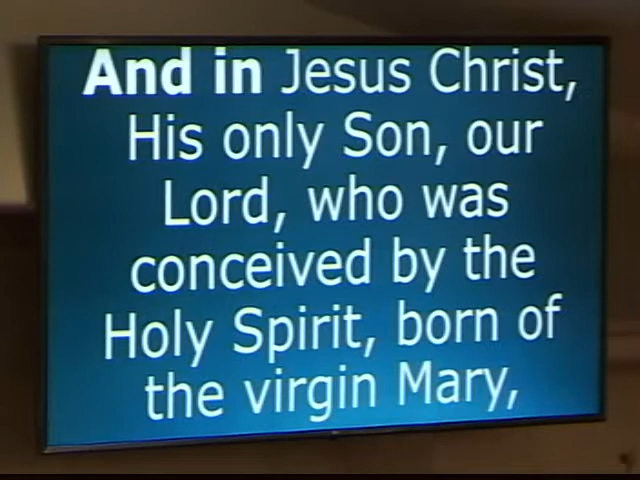 And in Jesus Christ,
His only Son, our
Lord, who was
conceived by the
Holy Spirit, born of
the virgin Mary,